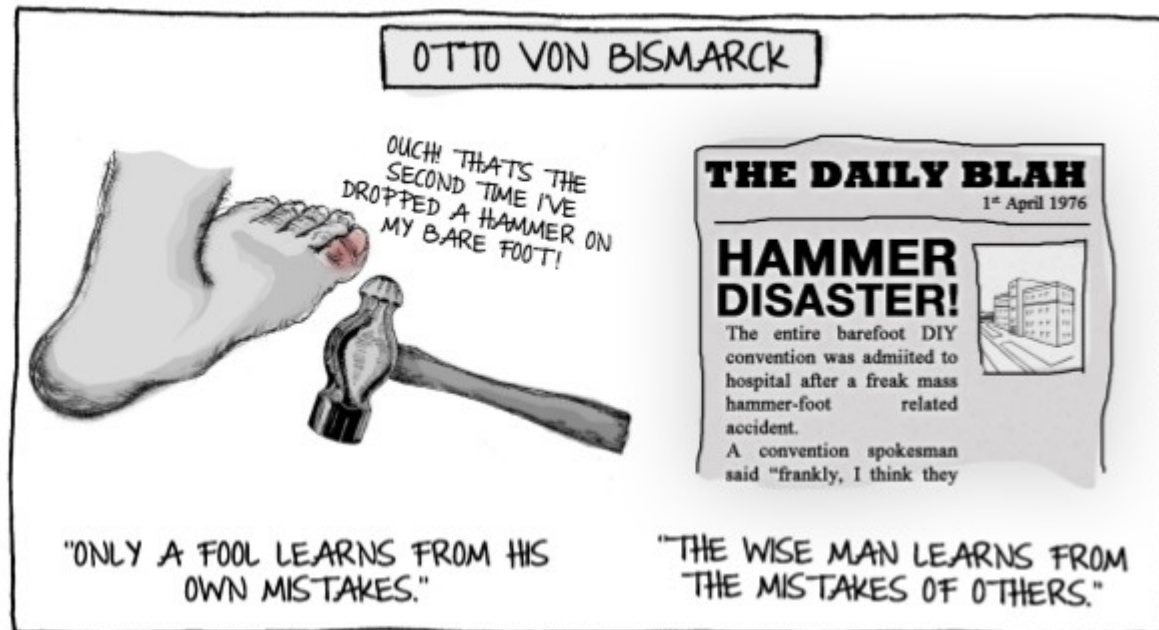 OTTO VON BISMARCK
OUCH! THATS THE
SECOND TIME I'VE
DROPPED A HAMMER ON
MY BARE FOOT!
"ONLY A FOOL LEARNS FROM HIS
OWN MISTAKES."
THE DAILY BLAH
1st April 1976
HAMMER
DISASTER!
The entire barefoot DIY
convention was admiited to
hospital after a freak mass
hammer-foot related
accident.
A convention spokesman
said "frankly, I think they
"THE WISE MAN LEARNS FROM
THE MISTAKES OF OTHERS."